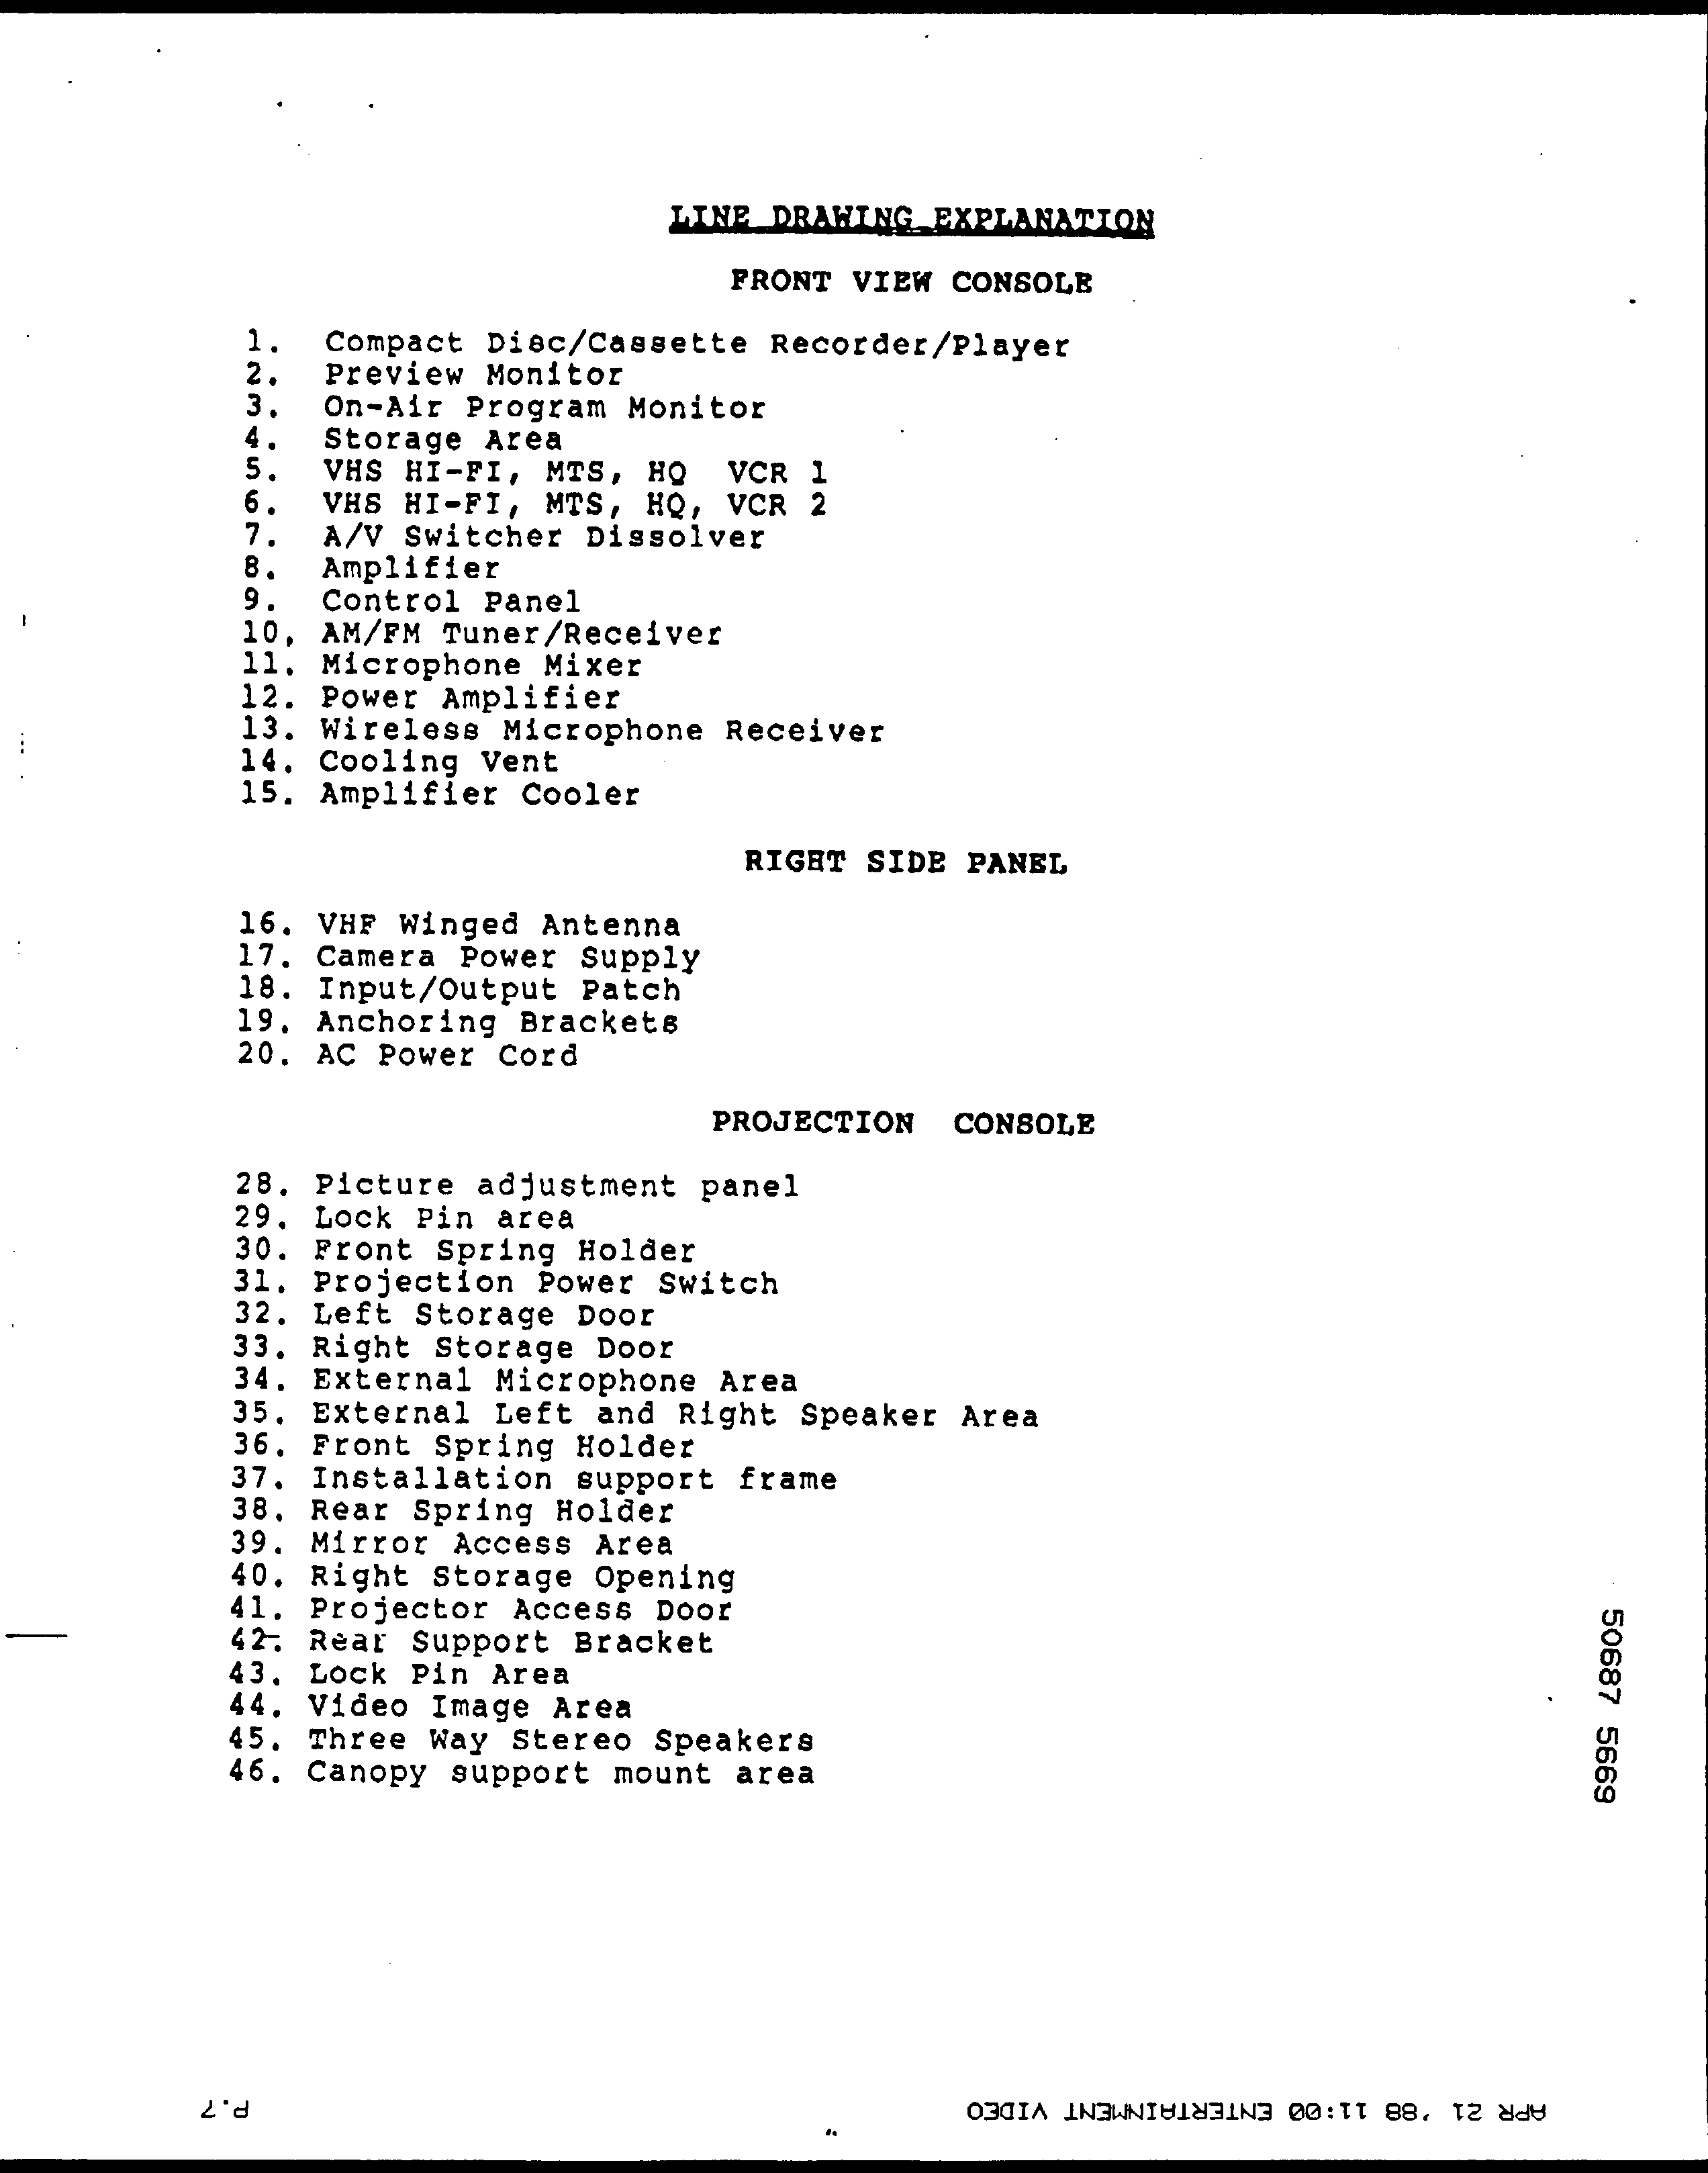 LINE DRAWING EXPLANATION
FRONT VIEW CONSOLE
1. Compact Disc/Cassette Recorder/Player
2. Preview Monitor
3. On-Air Program Monitor
4. Storage Area
5. VHS HI-FI, MTS, HQ VCR 1
6. VHS HI-FI, MTS, HQ, VCR 2
7. A/V Switcher Dissolver
8. Amplifier
9. Control Panel
10. AM/FM Tuner/Receiver
11. Microphone Mixer
12. Power Amplifier
13. Wireless Microphone Receiver
14. Cooling Vent
15. Amplifier Cooler
RIGHT SIDE PANEL
16. VHF Winged Antenna
17. Camera Power Supply
18. Input/Output Patch
19. Anchoring Brackets
20. AC Power Cord
PROJECTION CONSOLE
28. Picture adjustment panel
29. Lock Pin area
30. Front Spring Holder
31. Projection Power Switch
32. Left Storage Door
33. Right Storage Door
34. External Microphone Area
35. External Left and Right Speaker Area
36. Front Spring Holder
37. Installation support frame
38. Rear Spring Holder
39. Mirror Access Area
40. Right Storage Opening
41. Projector Access Door
42. Rear Support Bracket
43. Lock Pin Area
44. Video Image Area
45. Three Way Stereo Speakers
46. Canopy support mount area
50687 5669
APR 21 '88 11:00 ENTERTAINMENT VIDEO
P.7